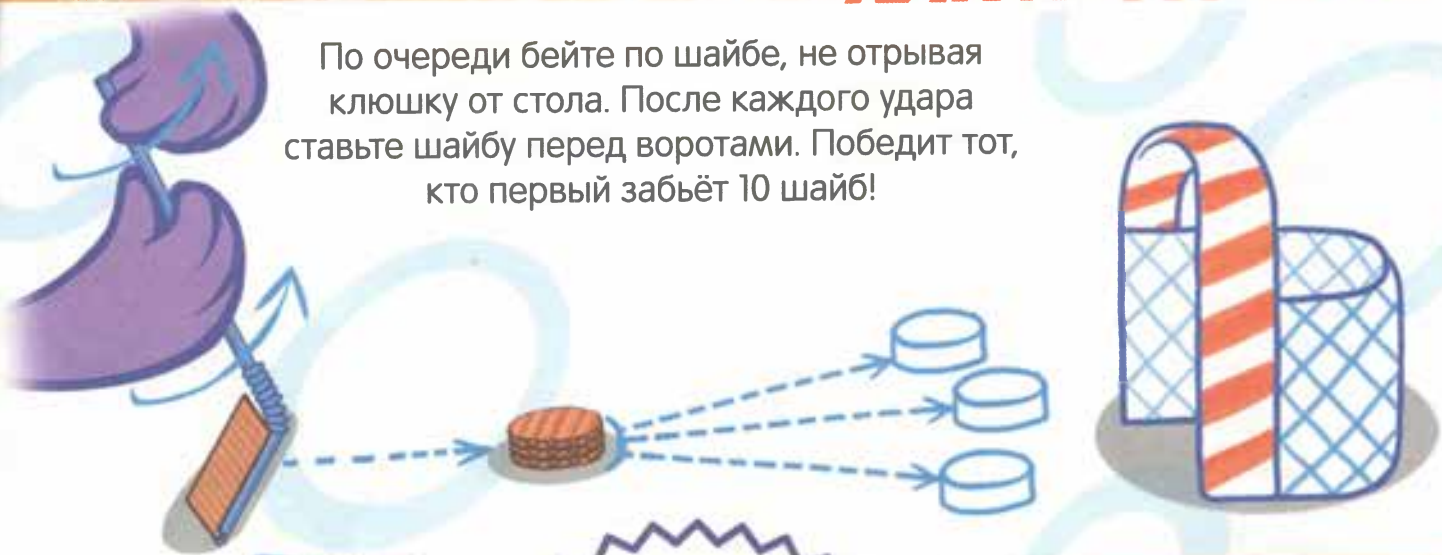 По очереди бейте по шайбе, не отрывая
клюшку от стола. После каждого удара
ставьте шайбу перед воротами. Победит тот,
кто первый забьёт 10 шайб!